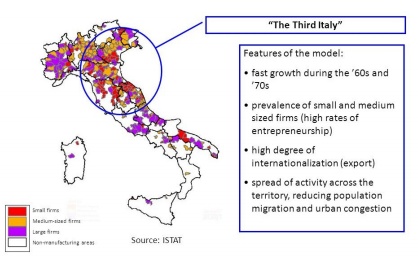 “The Third Italy”
Features of the model:
• fast growth during the ’60s and
‘70s
• prevalence of small and medium
sized firms (high rates of
entrepreneurship)
• high degree of
internationalization (export)
• spread of activity across the
territory, reducing population
migration and urban congestion
Small firms
Medium-sized firms
Large firms
Non-manufacturing areas
Source: ISTAT